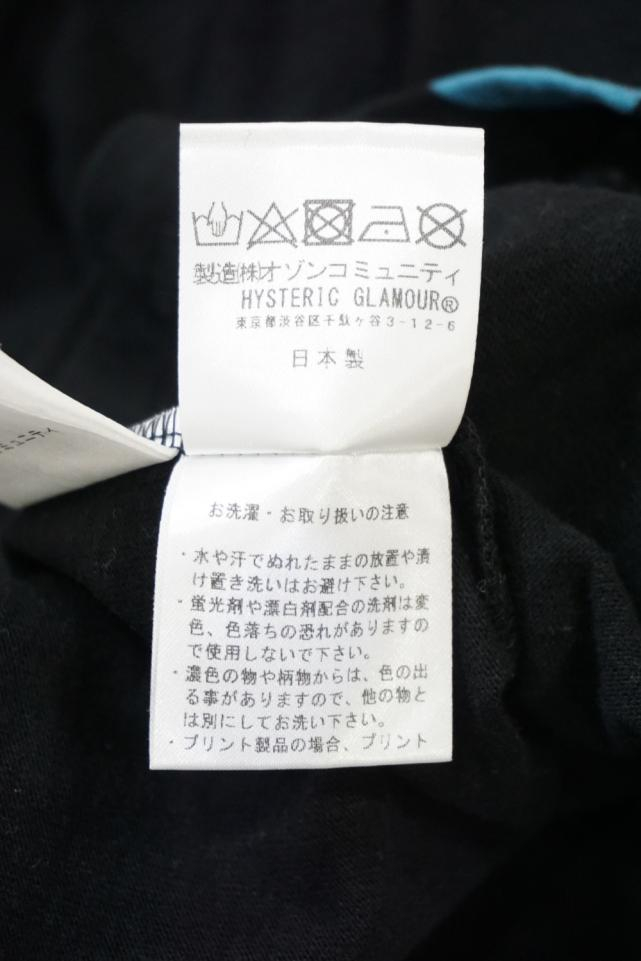 製造(株)オゾンコミュニティ
HYSTERIC GLAMOUR®
東京都渋谷区千駄ヶ谷3-12-6
日本製
ュニティ
お洗濯・お取り扱いの注意
・水や汗でぬれたままの放置や漬
け置き洗いはお避け下さい。
・蛍光剤や漂白剤配合の洗剤は変
色、色落ちの恐れがありますの
で使用しないで下さい。
・濃色の物や柄物からは、色の出
る事がありますので、他の物と
は別にしてお洗い下さい。
・プリント製品の場合、プリント